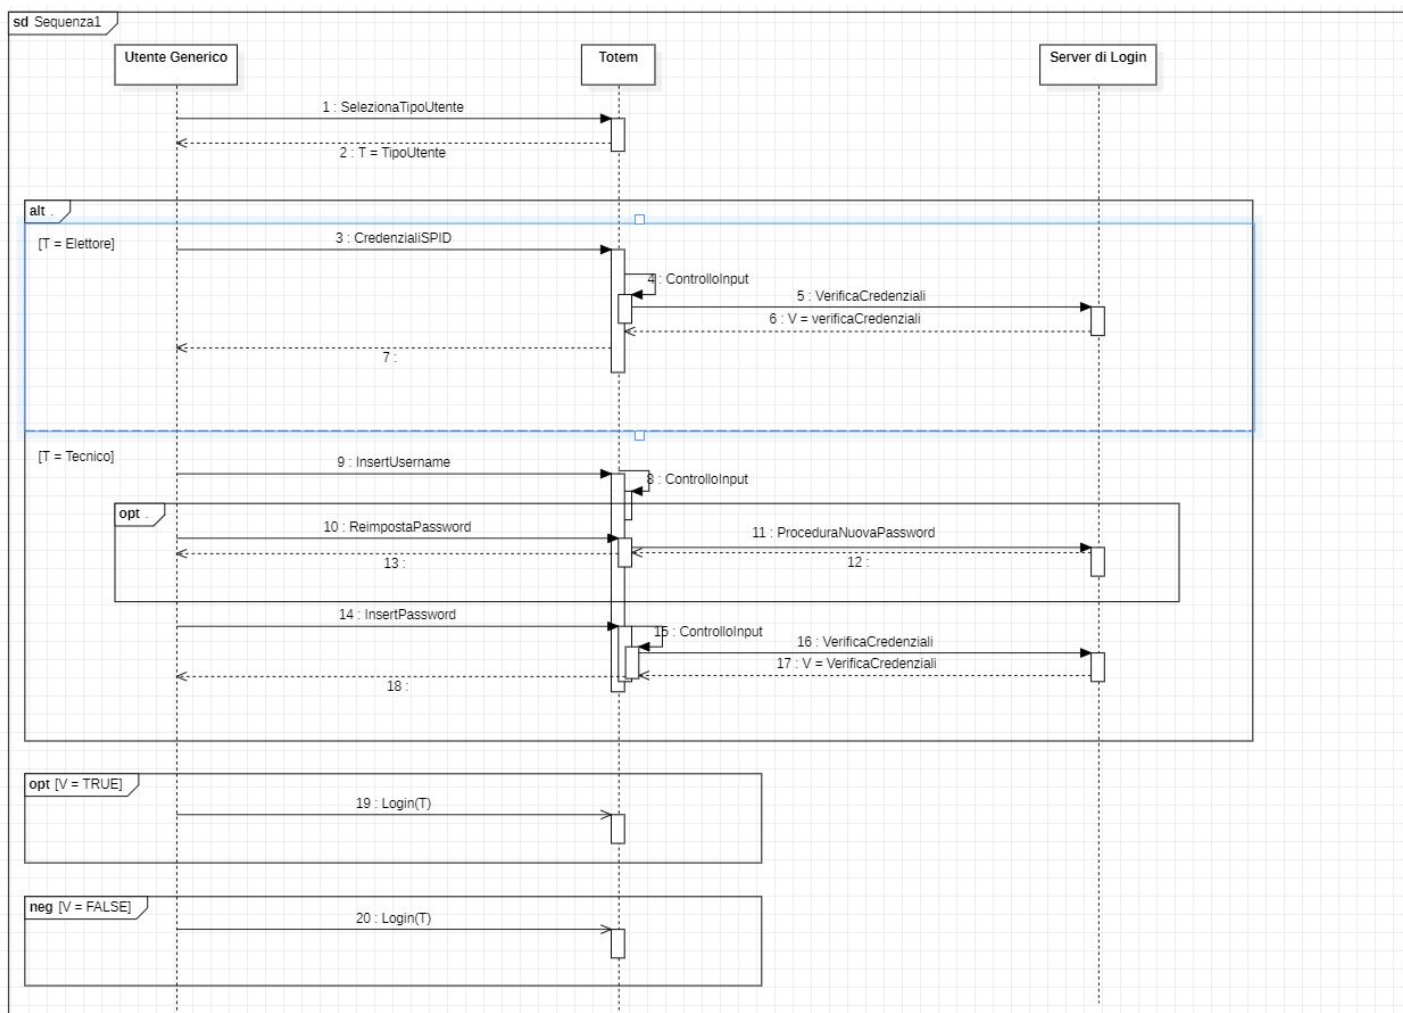 sd Sequenza1
Utente Generico
Totem
Server di Login
1 : SelezionaTipoUtente
2 : T = TipoUtente
alt .
[T = Elettore]
3 : CredenzialiSPID
4 : ControlloInput
5 : VerificaCredenziali
6 : V = verificaCredenziali
7 :
[T = Tecnico]
9 : InsertUsername
8 : ControlloInput
opt .
10 : ReimpostaPassword
11 : ProceduraNuovaPassword
13 :
12 :
14 : InsertPassword
15 : ControlloInput
16 : VerificaCredenziali
17 : V = VerificaCredenziali
18 :
opt [V = TRUE]
19 : Login(T)
neg [V = FALSE]
20 : Login(T)